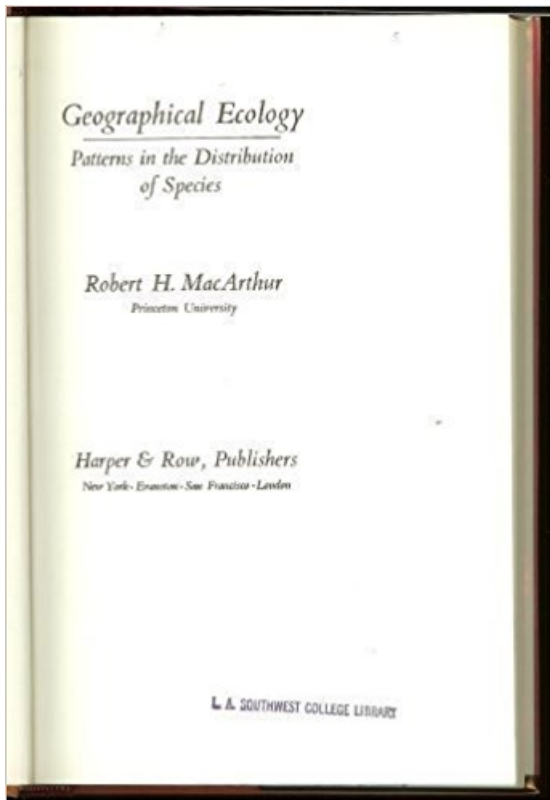 Geographical Ecology
Patterns in the Distribution
of Species
Robert H. MacArthur
Princeton University
Harper & Row, Publishers
New York - Evanston - San Francisco - London
L. A. SOUTHWEST COLLEGE LIBRARY